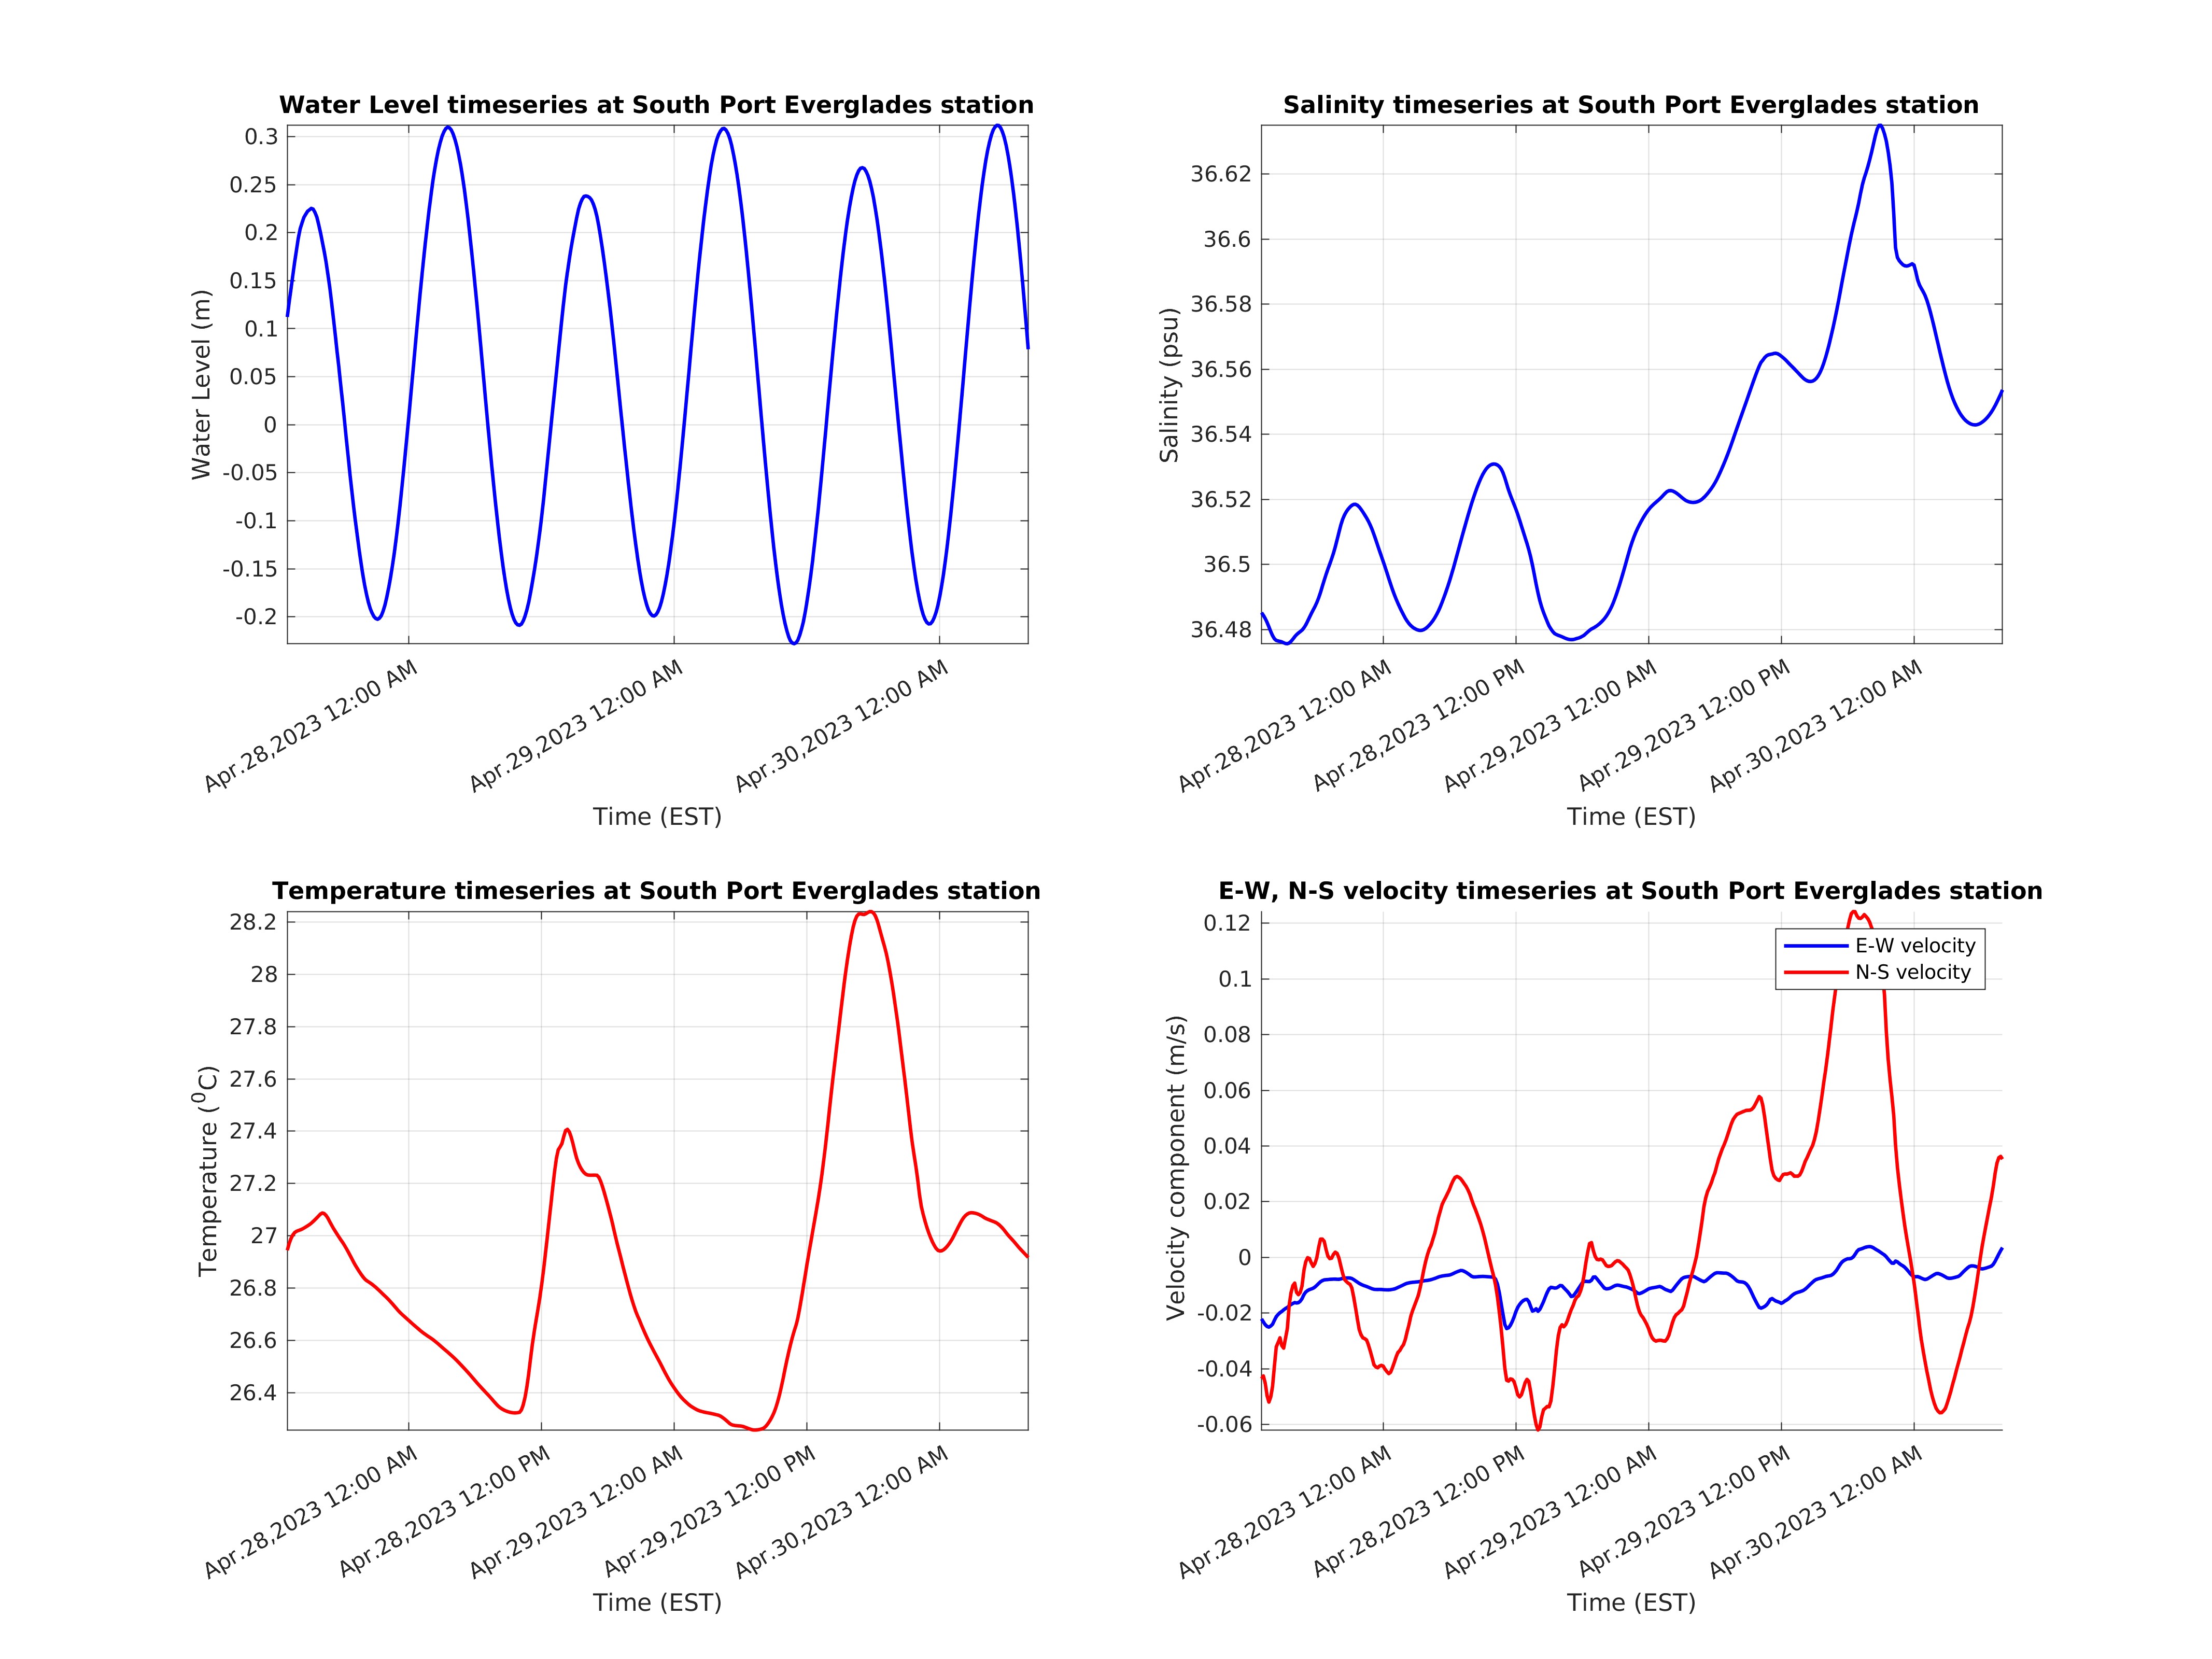 Water Level timeseries at South Port Everglades station
0.3
0.25
0.2
0.15
0.1
0.05
0
-0.05
-0.1
-0.15
-0.2
Water Level (m)
Apr.28,2023 12:00 AM
Apr.29,2023 12:00 AM
Apr.30,2023 12:00 AM
Time (EST)
Salinity timeseries at South Port Everglades station
36.62
36.6
36.58
36.56
36.54
36.52
36.5
36.48
Salinity (psu)
Apr.28,2023 12:00 AM
Apr.28,2023 12:00 PM
Apr.29,2023 12:00 AM
Apr.29,2023 12:00 PM
Apr.30,2023 12:00 AM
Time (EST)
Temperature timeseries at South Port Everglades station
28.2
28
27.8
27.6
27.4
27.2
27
26.8
26.6
26.4
Temperature (⁰C)
Apr.28,2023 12:00 AM
Apr.28,2023 12:00 PM
Apr.29,2023 12:00 AM
Apr.29,2023 12:00 PM
Apr.30,2023 12:00 AM
Time (EST)
E-W, N-S velocity timeseries at South Port Everglades station
0.12
0.1
0.08
0.06
0.04
0.02
0
-0.02
-0.04
-0.06
Velocity component (m/s)
E-W velocity
N-S velocity
Apr.28,2023 12:00 AM
Apr.28,2023 12:00 PM
Apr.29,2023 12:00 AM
Apr.29,2023 12:00 PM
Apr.30,2023 12:00 AM
Time (EST)